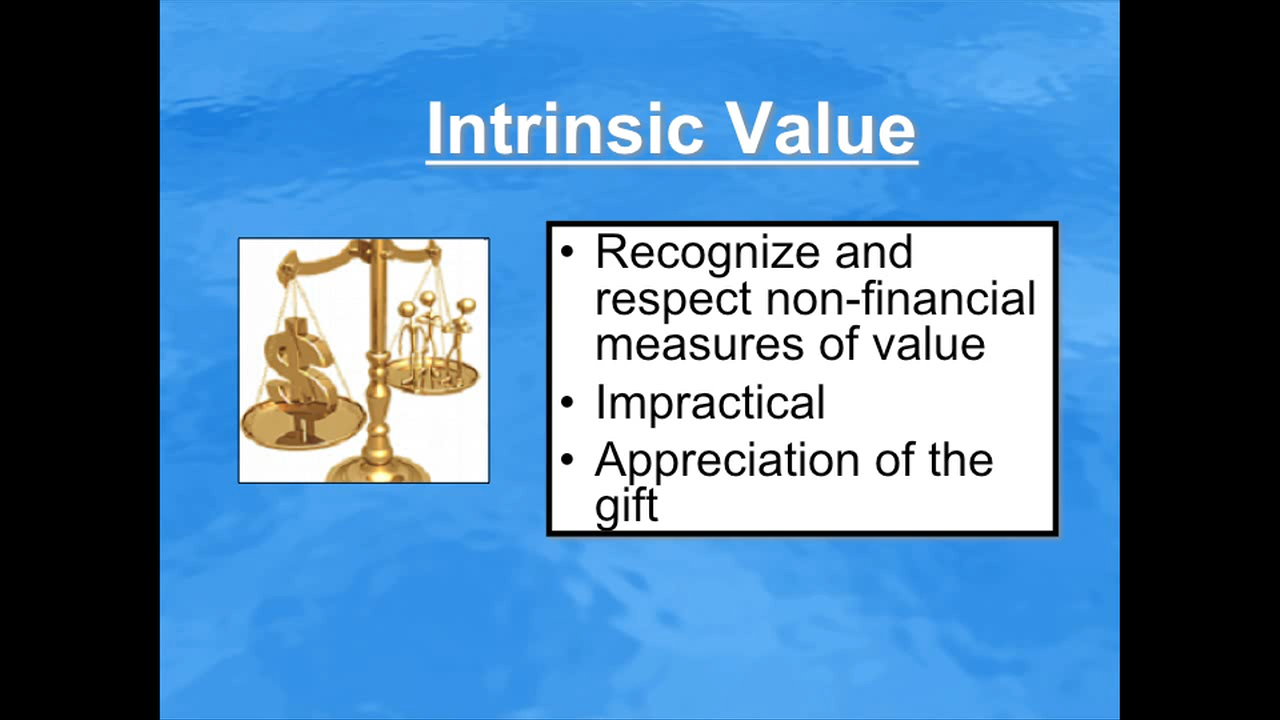 Intrinsic Value
• Recognize and
respect non-financial
measures of value
• Impractical
• Appreciation of the
gift